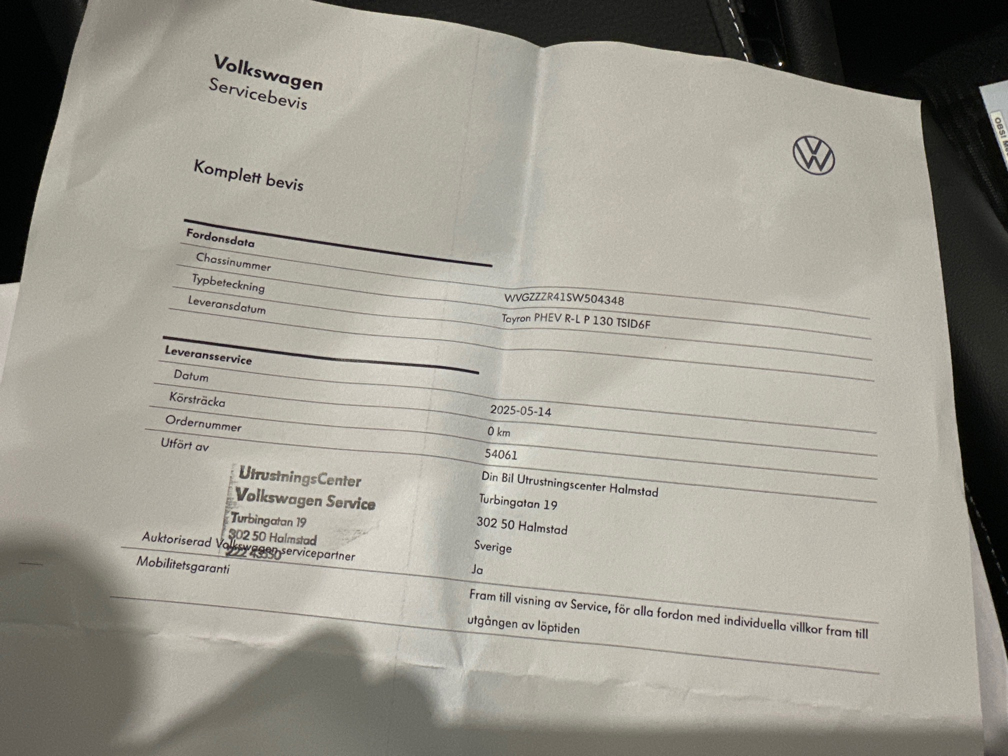 Volkswagen
Servicebevis
Komplett bevis
Fordonsdata
Chassinummer WVGZZZR41SW504348
Typbeteckning Tayron PHEV R-L P 130 TSID6F
Leveransdatum
Leveransservice
Datum 2025-05-14
Körsträcka 0 km
Ordernummer 54061
Utfört av Din Bil Utrustningscenter Halmstad
Turbingatan 19
302 50 Halmstad
Sverige
UtrustningsCenter
Volkswagen Service
Turbingatan 19
302 50 Halmstad
Auktoriserad Volkswagen servicepartner Ja
Mobilitetsgaranti Fram till visning av Service, för alla fordon med individuella villkor fram till
utgången av löptiden